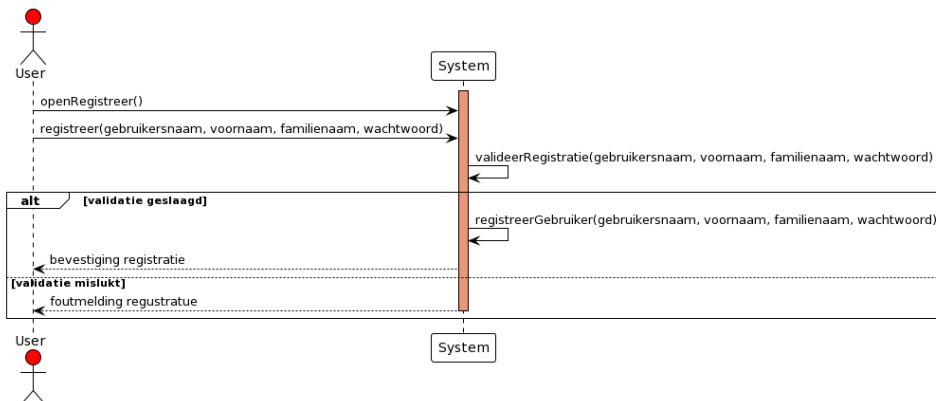 User
System
openRegistreer()
registreer(gebruikersnaam, voornaam, familienaam, wachtwoord)
valideerRegistratie(gebruikersnaam, voornaam, familienaam, wachtwoord)
alt [validatie geslaagd]
registreerGebruiker(gebruikersnaam, voornaam, familienaam, wachtwoord)
bevestiging registratie
[validatie mislukt]
foutmelding regustratue
User
System